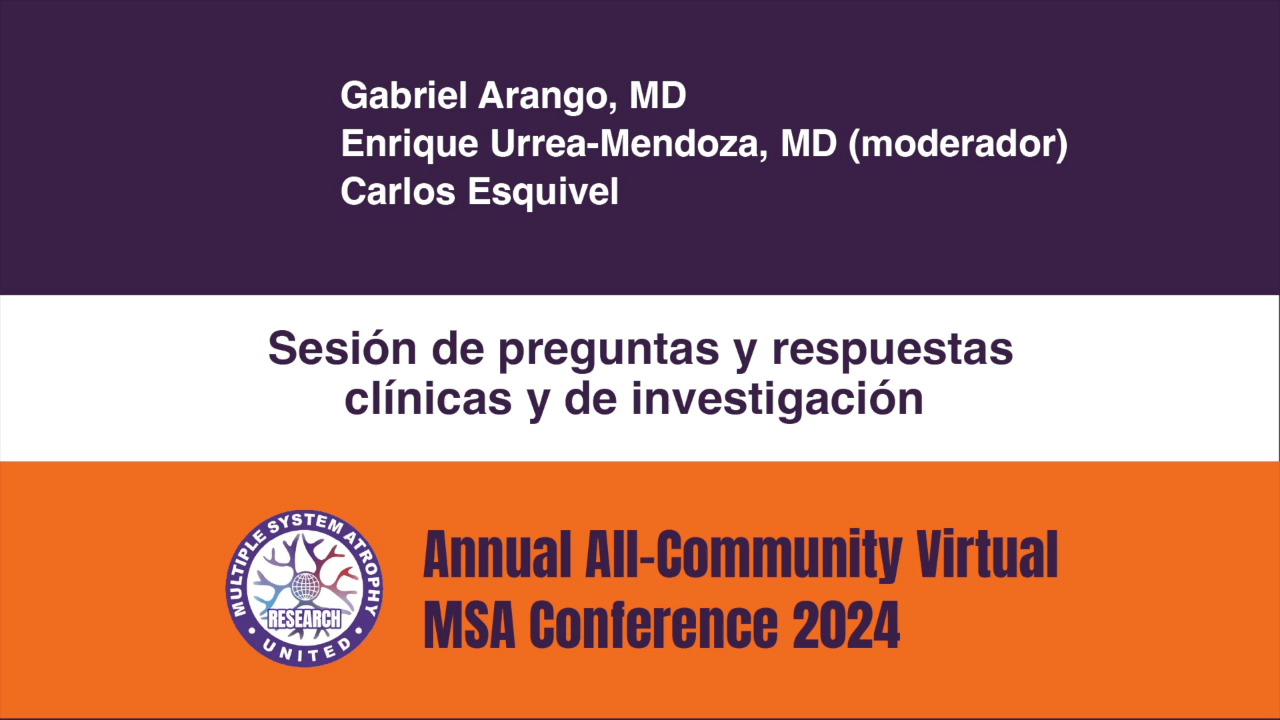 Gabriel Arango, MD
Enrique Urrea-Mendoza, MD (moderador)
Carlos Esquivel
Sesión de preguntas y respuestas
clínicas y de investigación
MULTIPLE SYSTEM ATROPHY
RESEARCH
UNITED
Annual All-Community Virtual
MSA Conference 2024